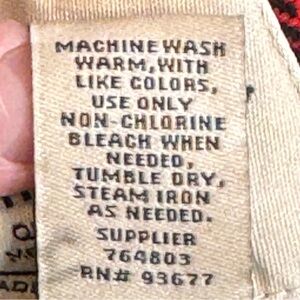 MACHINE WASH
WARM, WITH
LIKE COLORS,
USE ONLY
NON-CHLORINE
BLEACH WHEN
NEEDED,
TUMBLE DRY,
STEAM IRON
AS NEEDED.
SUPPLIER
764803
RN# 93677